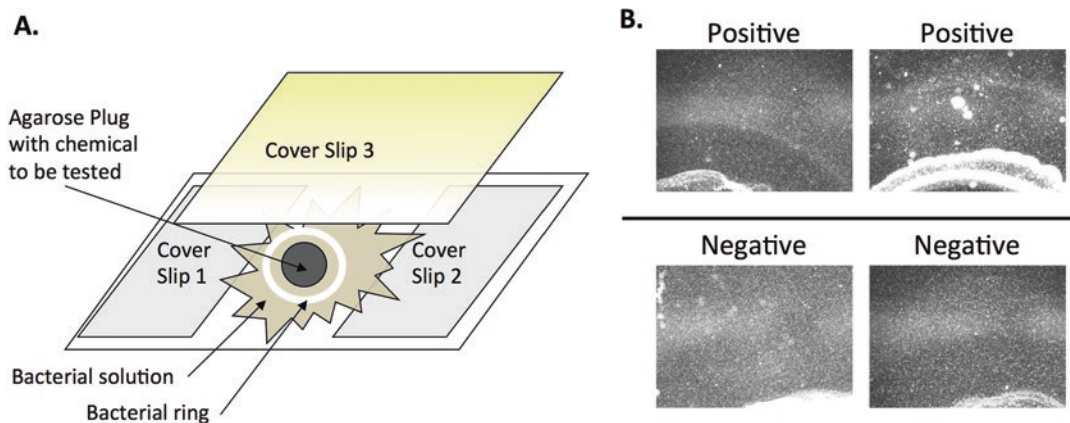 A.
Agarose Plug
with chemical
to be tested
Cover Slip 3
Cover
Slip 1
Cover
Slip 2
Bacterial solution
Bacterial ring
B.
Positive
Positive
Negative
Negative